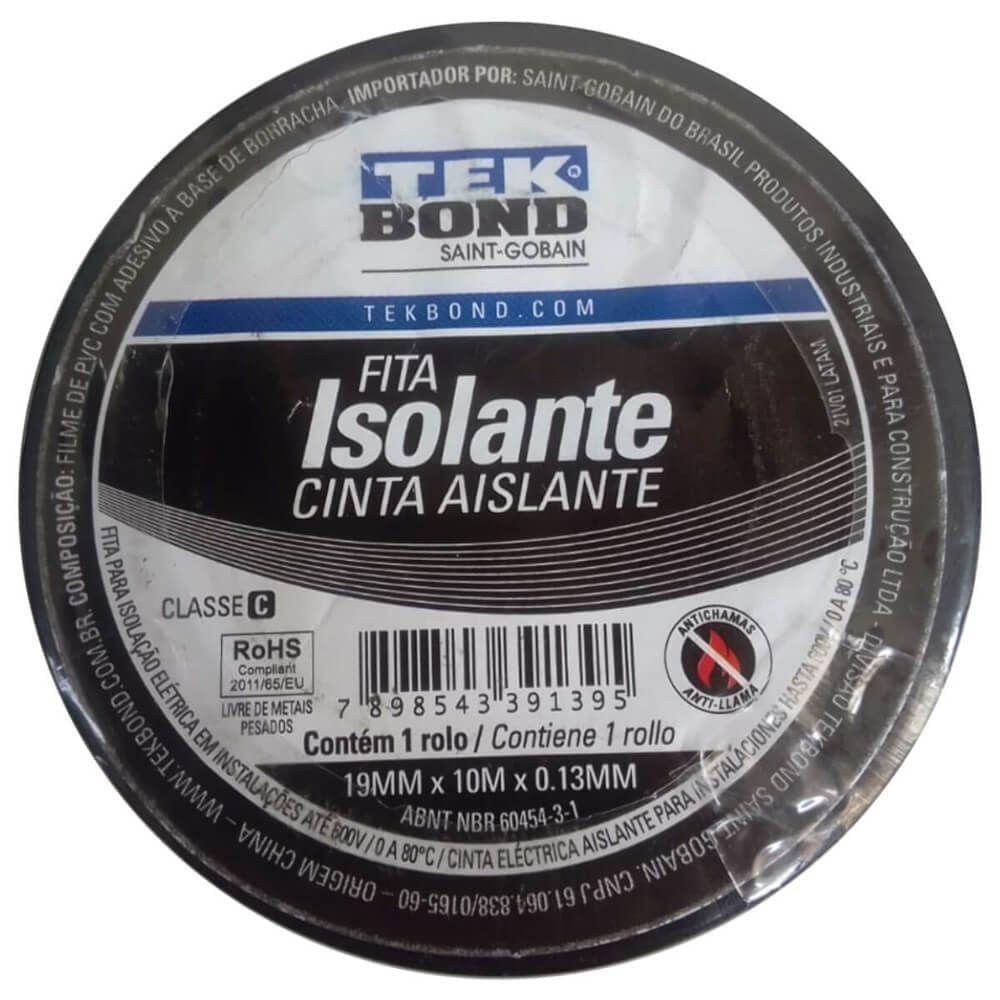 TEK®
BOND
SAINT-GOBAIN
TEKBOND.COM
FITA
Isolante
CINTA AISLANTE
CLASSE C
RoHS
Compliant
2011/65/EU
LIVRE DE METAIS
PESADOS
7 898543 391395
ANTICHAMAS
ANTI-LLAMA
Contém 1 rolo / Contiene 1 rollo
19MM x 10M x 0.13MM
ABNT NBR 60454-3-1
FITA PARA ISOLAÇÃO ELÉTRICA EM INSTALAÇÕES ATÉ 600V / 0 A 80°C / CINTA ELÉCTRICA AISLANTE PARA INSTALACIONES HASTA 600V / 0 A 80 °C
21V01 LATAM
COMPOSIÇÃO: FILME DE PVC COM ADESIVO À BASE DE BORRACHA. IMPORTADOR POR: SAINT-GOBAIN DO BRASIL PRODUTOS INDUSTRIAIS E PARA CONSTRUÇÃO LTDA - DIVISÃO TEKBOND SAINT-GOBAIN. CNPJ 61.064.838/0165-60 - ORIGEM CHINA - WWW.TEKBOND.COM.BR.